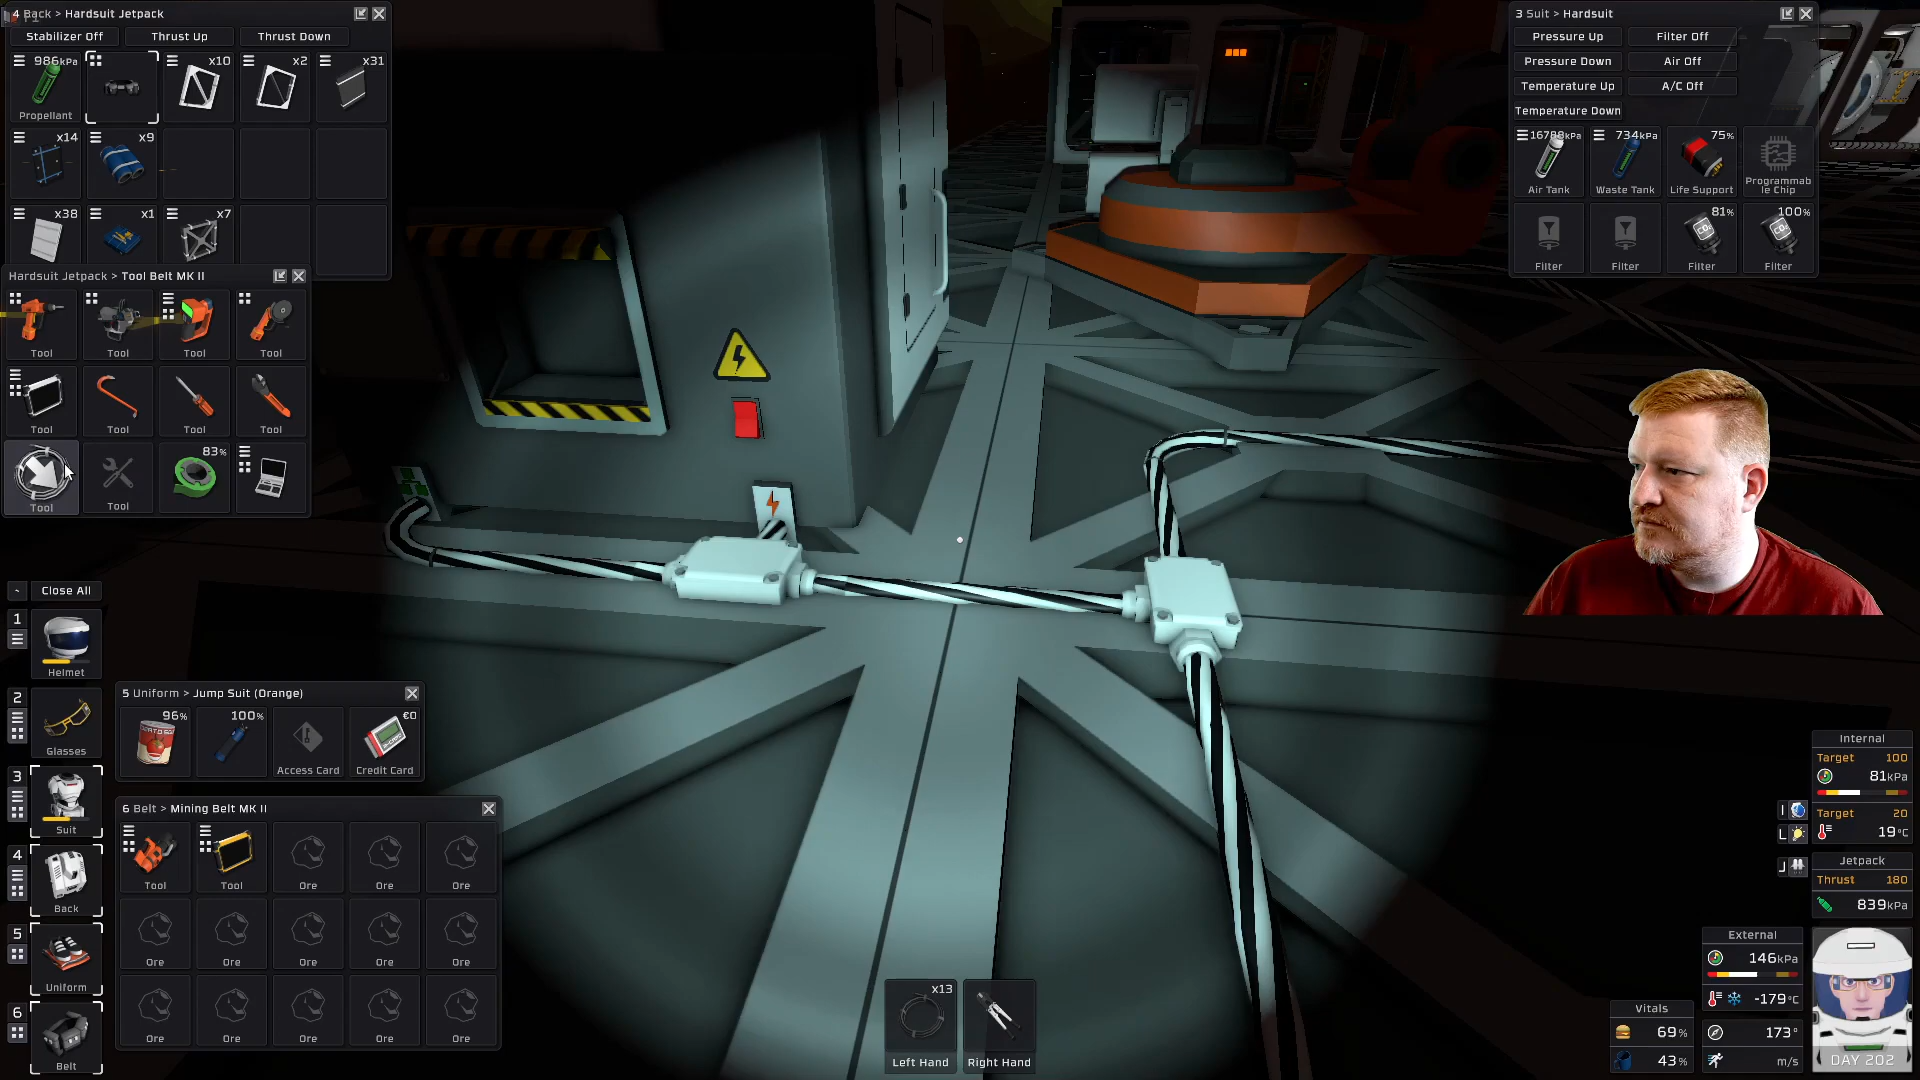 4 Back > Hardsuit Jetpack
Stabilizer Off
Thrust Up
Thrust Down
986kPa
x10
x2
x31
Propellant
x14
x9
x38
x1
x7
Hardsuit Jetpack > Tool Belt MK II
Tool
Tool
Tool
Tool
Tool
Tool
Tool
Tool
83%
Tool
Tool
3 Suit > Hardsuit
Pressure Up
Filter Off
Pressure Down
Air Off
Temperature Up
A/C Off
Temperature Down
734kPa
75%
Air Tank
Waste Tank
Life Support
Programmab
le Chip
81%
100%
Filter
Filter
Filter
Filter
~
Close All
1
Helmet
2
Glasses
3
Suit
4
Back
5
Uniform
6
Belt
5 Uniform > Jump Suit (Orange)
96%
100%
€0
Access Card
Credit Card
6 Belt > Mining Belt MK II
Tool
Tool
Ore
Ore
Ore
Ore
Ore
Ore
Ore
Ore
Ore
Ore
Ore
Ore
Ore
x13
Left Hand
Right Hand
Internal
Target 100
81kPa
I
Target 20
L
19°C
Jetpack
J
Thrust 180
839kPa
External
146kPa
-179°C
Vitals
69%
173°
43%
m/s
DAY 202